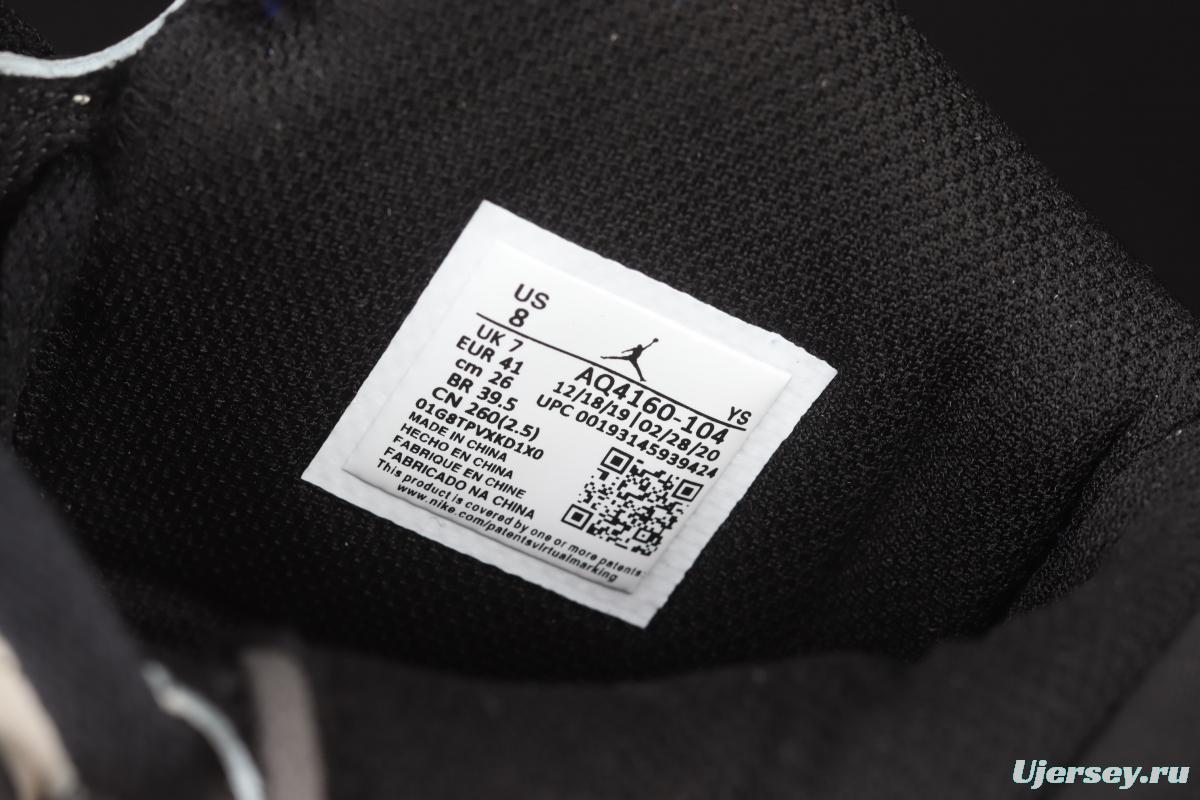 US
8
UK 7
EUR 41
cm 26
BR 39.5
CN 260(2.5)
YS
AQ4160-104
12/18/19|02/28/20
UPC 00193145939424
01G8TPVXKD1X0
MADE IN CHINA
HECHO EN CHINA
FABRIQUE EN CHINE
FABRICADO NA CHINA
This product is covered by one or more patents:
www.nike.com/patentsvirtualmarking
Ujersey.ru